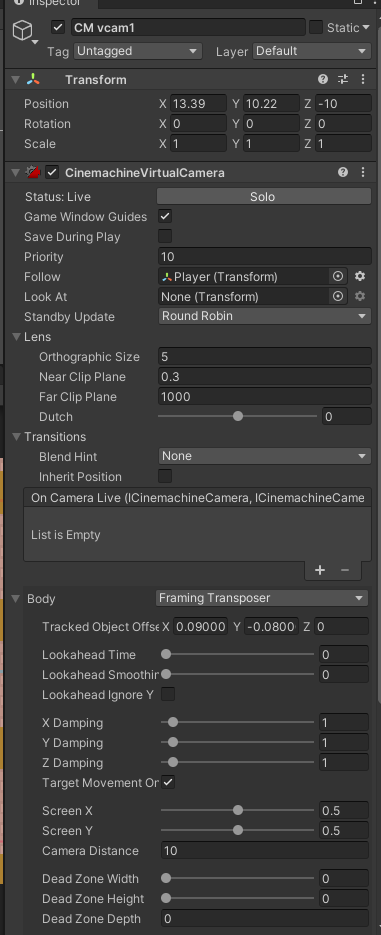 Inspector
CM vcam1 Static
Tag Untagged Layer Default
Transform
Position X 13.39 Y 10.22 Z -10
Rotation X 0 Y 0 Z 0
Scale X 1 Y 1 Z 1
CinemachineVirtualCamera
Status: Live Solo
Game Window Guides
Save During Play
Priority 10
Follow Player (Transform)
Look At None (Transform)
Standby Update Round Robin
Lens
Orthographic Size 5
Near Clip Plane 0.3
Far Clip Plane 1000
Dutch 0
Transitions
Blend Hint None
Inherit Position
On Camera Live (ICinemachineCamera, ICinemachineCame
List is Empty
+ −
Body Framing Transposer
Tracked Object Offse X 0.09000 Y -0.0800 Z 0
Lookahead Time 0
Lookahead Smoothin 0
Lookahead Ignore Y
X Damping 1
Y Damping 1
Z Damping 1
Target Movement On
Screen X 0.5
Screen Y 0.5
Camera Distance 10
Dead Zone Width 0
Dead Zone Height 0
Dead Zone Depth 0